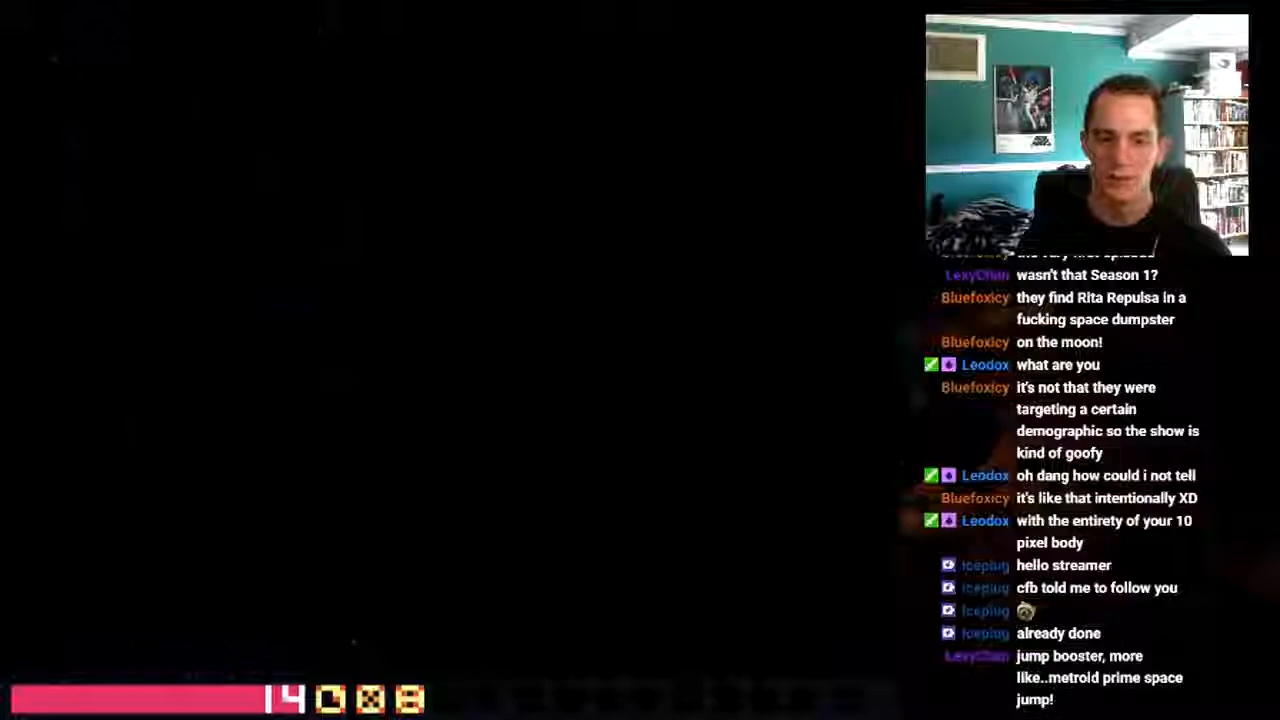 LexyChan wasn't that Season 1?
Bluefoxicy they find Rita Repulsa in a
fucking space dumpster
Bluefoxicy on the moon!
Leodox what are you
Bluefoxicy it's not that they were
targeting a certain
demographic so the show is
kind of goofy
Leodox oh dang how could i not tell
Bluefoxicy it's like that intentionally XD
Leodox with the entirety of your 10
pixel body
Iceplug hello streamer
Iceplug cfb told me to follow you
Iceplug
Iceplug already done
LexyChan jump booster, more
like..metroid prime space
jump!
14